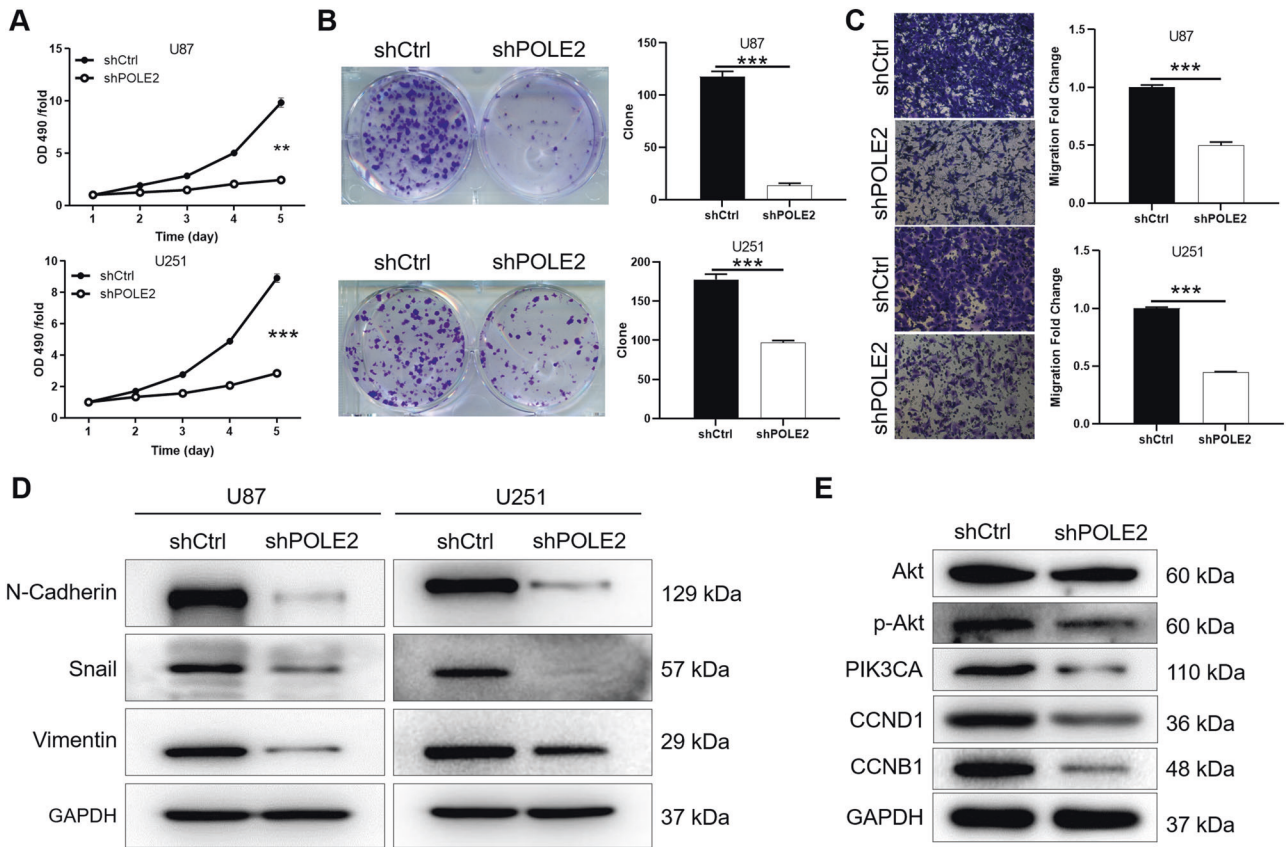 A
U87
shCtrl
shPOLE2
OD 490 /fold
15
10
5
0
1 2 3 4 5
**
Time (day)
U251
shCtrl
shPOLE2
OD 490 /fold
10
8
6
4
2
0
1 2 3 4 5
***
Time (day)
B
shCtrl shPOLE2
U87
***
Clone
150
100
50
0
shCtrl shPOLE2
shCtrl shPOLE2
U251
***
Clone
200
150
100
50
0
shCtrl shPOLE2
C
shCtrl
shPOLE2
shCtrl
shPOLE2
U87
***
Migration Fold Change
1.5
1.0
0.5
0.0
shCtrl shPOLE2
U251
***
Migration Fold Change
1.5
1.0
0.5
0.0
shCtrl shPOLE2
D
U87 U251
shCtrl shPOLE2 shCtrl shPOLE2
N-Cadherin 129 kDa
Snail 57 kDa
Vimentin 29 kDa
GAPDH 37 kDa
E
shCtrl shPOLE2
Akt 60 kDa
p-Akt 60 kDa
PIK3CA 110 kDa
CCND1 36 kDa
CCNB1 48 kDa
GAPDH 37 kDa